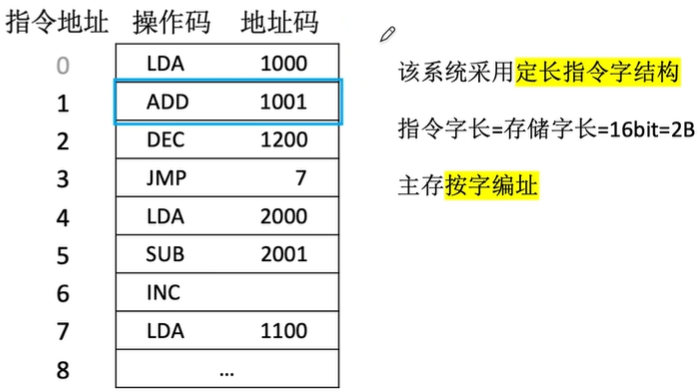 指令地址 操作码 地址码
0 LDA 1000
1 ADD 1001
2 DEC 1200
3 JMP 7
4 LDA 2000
5 SUB 2001
6 INC
7 LDA 1100
8 ...
该系统采用定长指令字结构
指令字长=存储字长=16bit=2B
主存按字编址